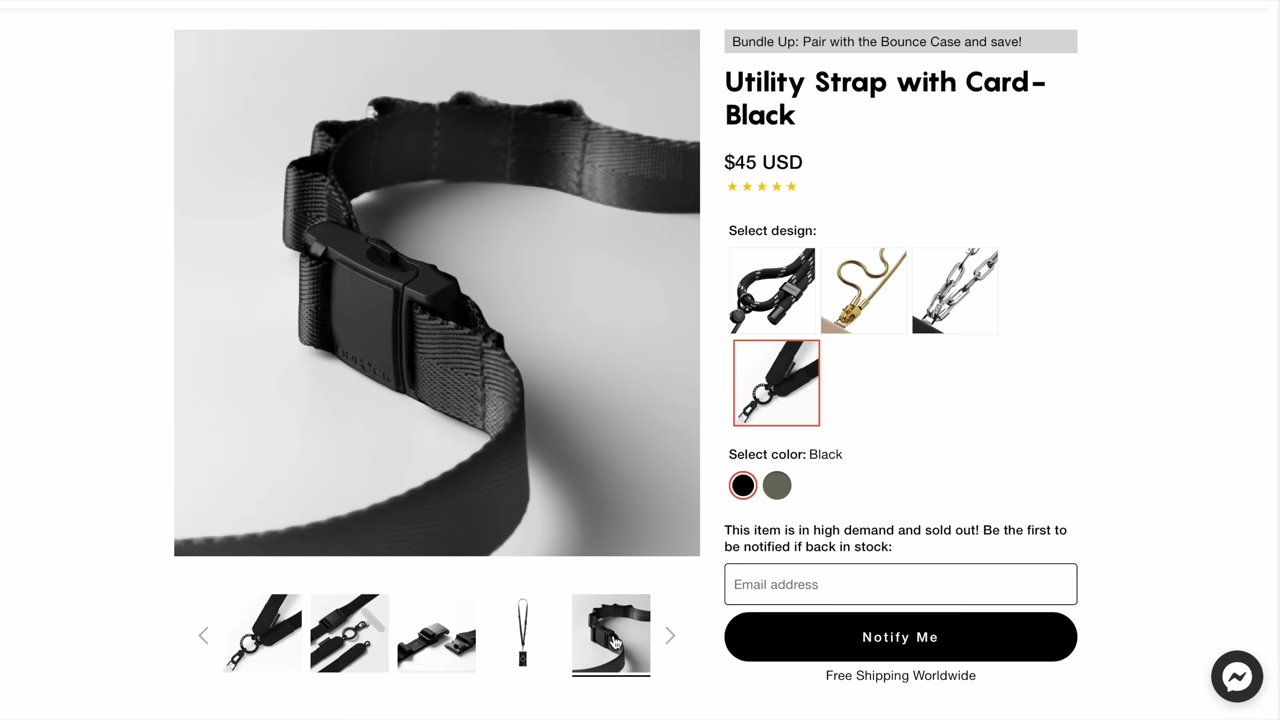 Bundle Up: Pair with the Bounce Case and save!
Utility Strap with Card-
Black
$45 USD
Select design:
Select color: Black
This item is in high demand and sold out! Be the first to
be notified if back in stock:
Email address
Notify Me
Free Shipping Worldwide